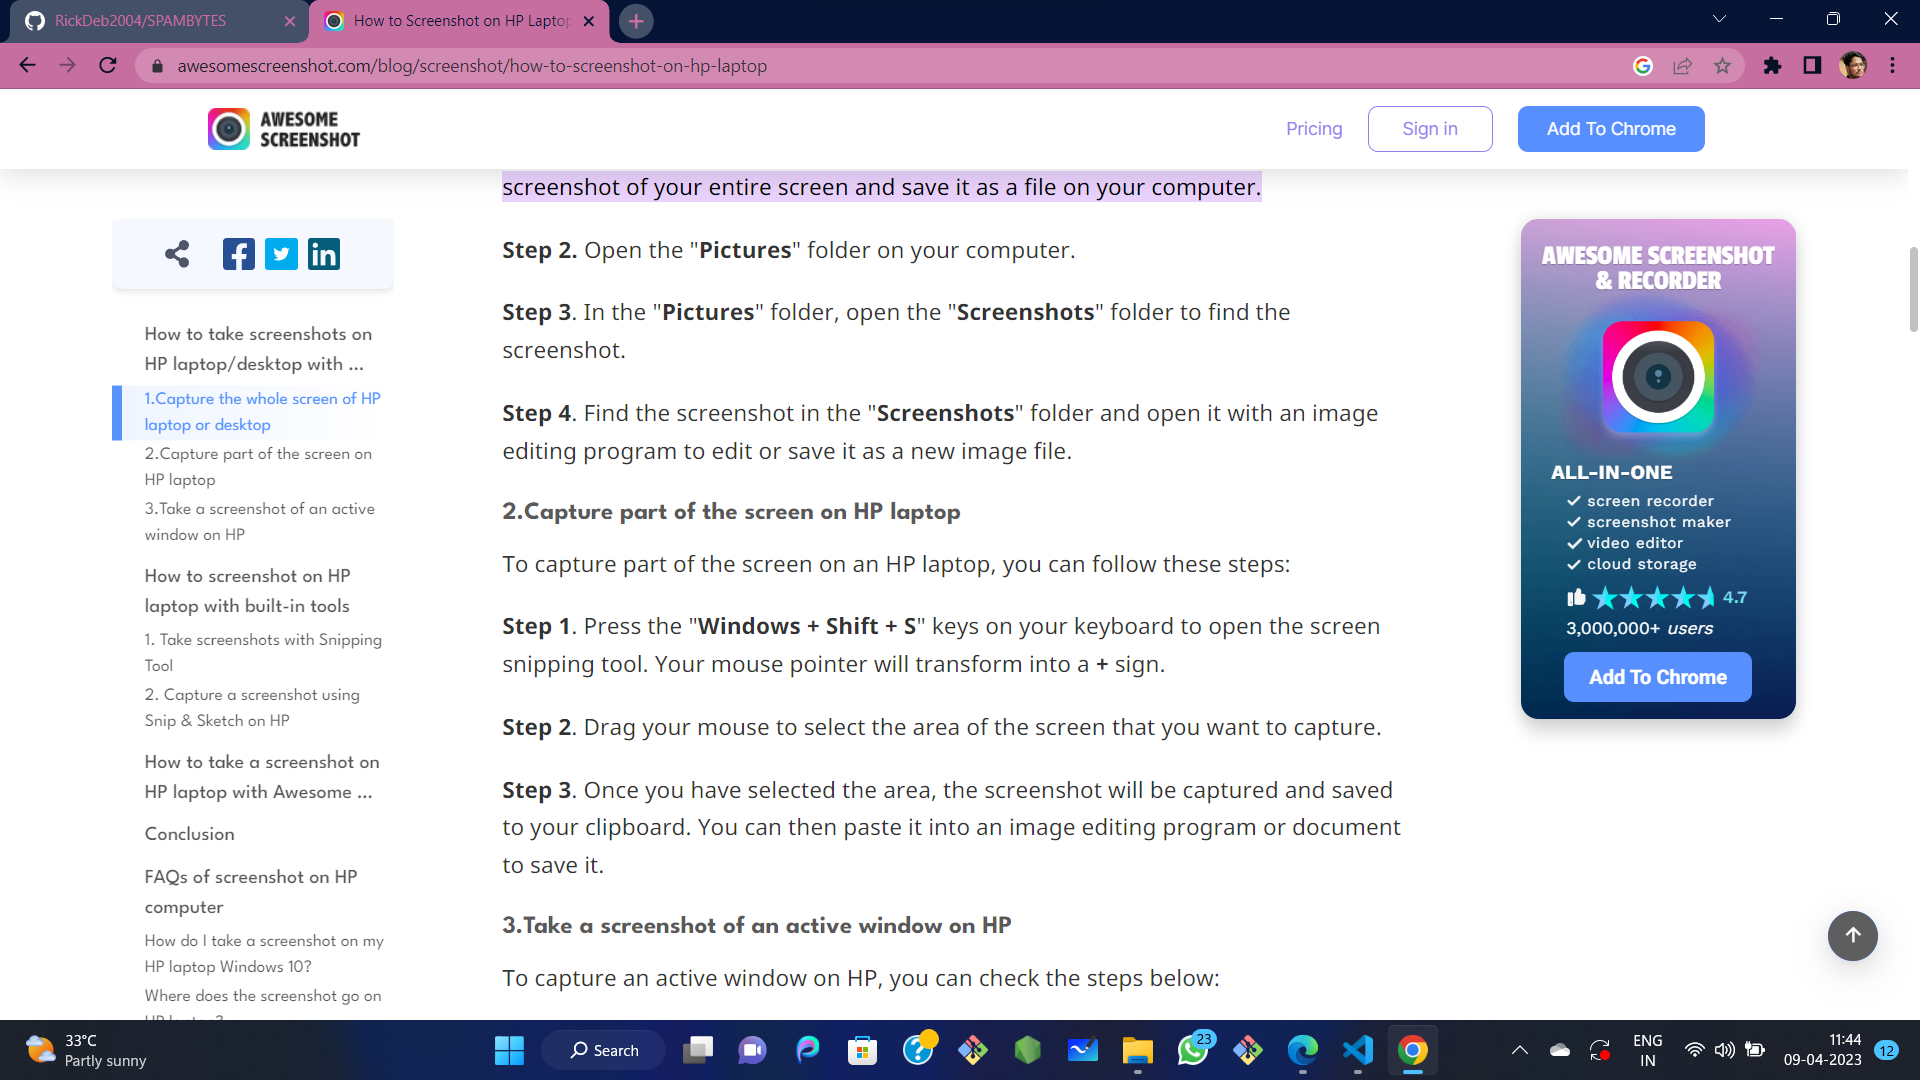 RickDeb2004/SPAMBYTES
How to Screenshot on HP Laptop
awesomescreenshot.com/blog/screenshot/how-to-screenshot-on-hp-laptop
AWESOME
SCREENSHOT
Pricing
Sign in
Add To Chrome
screenshot of your entire screen and save it as a file on your computer.
Step 2. Open the "Pictures" folder on your computer.
Step 3. In the "Pictures" folder, open the "Screenshots" folder to find the
screenshot.
Step 4. Find the screenshot in the "Screenshots" folder and open it with an image
editing program to edit or save it as a new image file.
2.Capture part of the screen on HP laptop
To capture part of the screen on an HP laptop, you can follow these steps:
Step 1. Press the "Windows + Shift + S" keys on your keyboard to open the screen
snipping tool. Your mouse pointer will transform into a + sign.
Step 2. Drag your mouse to select the area of the screen that you want to capture.
Step 3. Once you have selected the area, the screenshot will be captured and saved
to your clipboard. You can then paste it into an image editing program or document
to save it.
3.Take a screenshot of an active window on HP
To capture an active window on HP, you can check the steps below:
How to take screenshots on
HP laptop/desktop with ...
1.Capture the whole screen of HP
laptop or desktop
2.Capture part of the screen on
HP laptop
3.Take a screenshot of an active
window on HP
How to screenshot on HP
laptop with built-in tools
1. Take screenshots with Snipping
Tool
2. Capture a screenshot using
Snip & Sketch on HP
How to take a screenshot on
HP laptop with Awesome ...
Conclusion
FAQs of screenshot on HP
computer
How do I take a screenshot on my
HP laptop Windows 10?
Where does the screenshot go on
HP laptop?
AWESOME SCREENSHOT
& RECORDER
ALL-IN-ONE
screen recorder
screenshot maker
video editor
cloud storage
4.7
3,000,000+ users
Add To Chrome
33°C
Partly sunny
Search
23
ENG
IN
11:44
09-04-2023
12